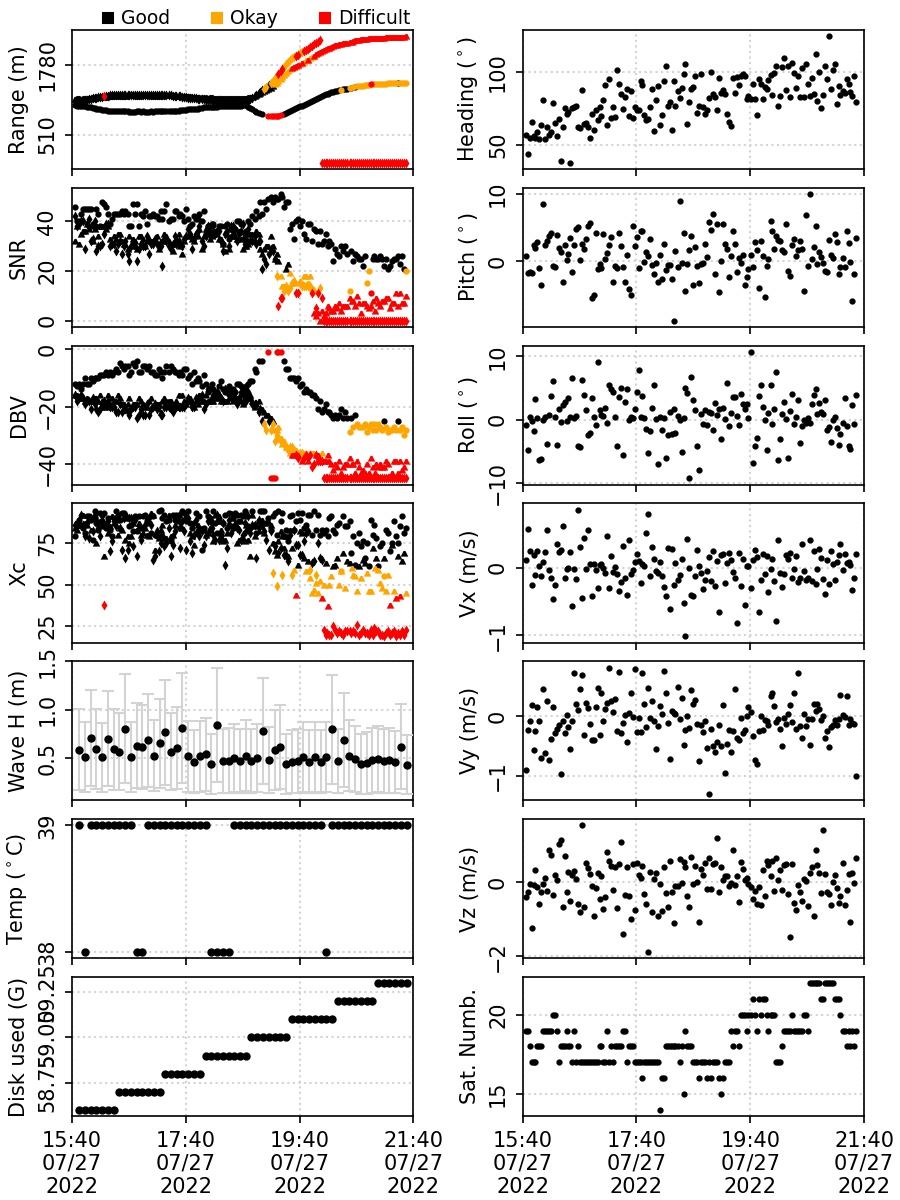 Good Okay Difficult
Range (m)
1780
510
Heading (°)
100
50
SNR
40
20
0
Pitch (°)
10
0
DBV
0
−20
−40
Roll (°)
10
0
−10
Xc
75
50
25
Vx (m/s)
0
−1
Wave H (m)
1.5
1.0
0.5
Vy (m/s)
0
−1
Temp (°C)
39
38
Vz (m/s)
0
−2
Disk used (G)
59.25
59.00
58.75
Sat. Numb.
20
15
15:40 17:40 19:40 21:40 15:40 17:40 19:40 21:40
07/27 07/27 07/27 07/27 07/27 07/27 07/27 07/27
2022 2022 2022 2022 2022 2022 2022 2022